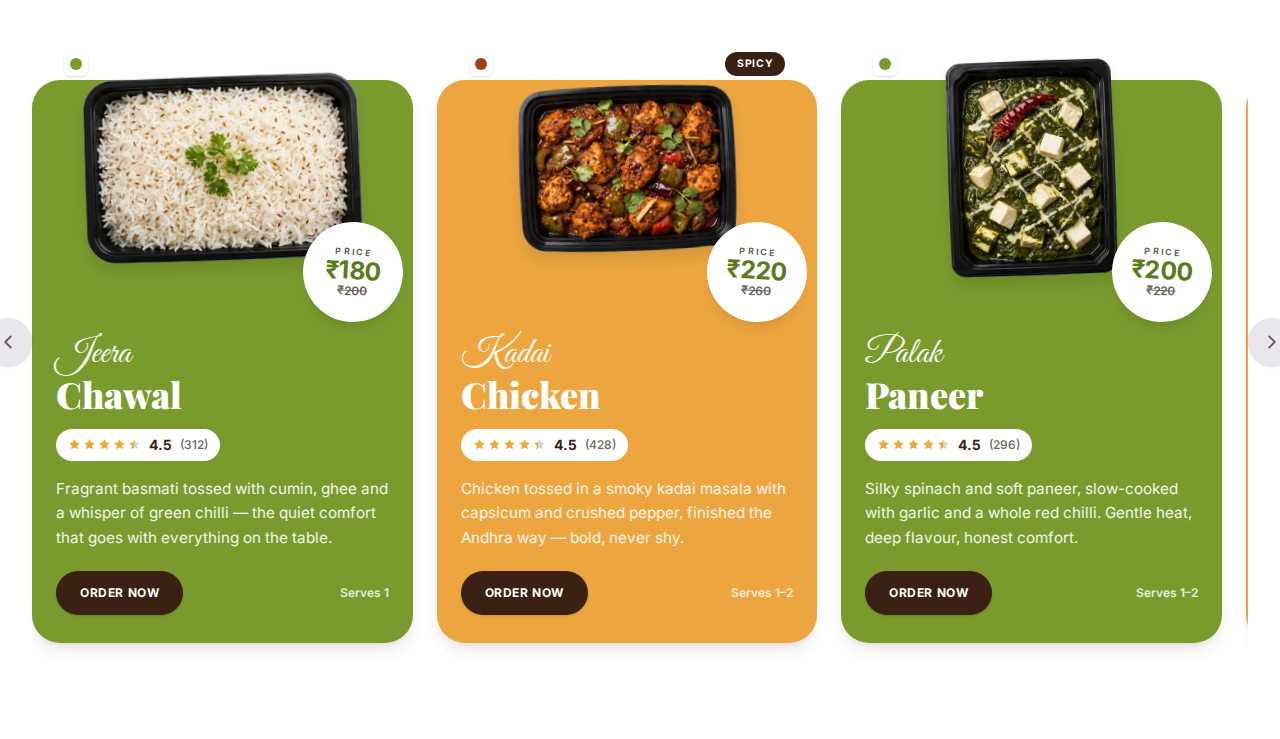 PRICE
₹180
₹200
Jeera
Chawal
4.5 (312)
Fragrant basmati tossed with cumin, ghee and
a whisper of green chilli — the quiet comfort
that goes with everything on the table.
ORDER NOW
Serves 1
SPICY
PRICE
₹220
₹260
Kadai
Chicken
4.5 (428)
Chicken tossed in a smoky kadai masala with
capsicum and crushed pepper, finished the
Andhra way — bold, never shy.
ORDER NOW
Serves 1–2
PRICE
₹200
₹220
Palak
Paneer
4.5 (296)
Silky spinach and soft paneer, slow-cooked
with garlic and a whole red chilli. Gentle heat,
deep flavour, honest comfort.
ORDER NOW
Serves 1–2